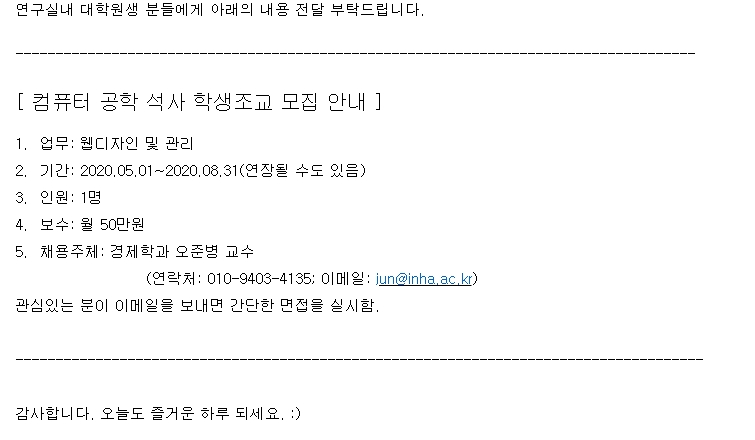 연구실내 대학원생 분들에게 아래의 내용 전달 부탁드립니다.
-------------------------------------------------------------------------------------
[ 컴퓨터 공학 석사 학생조교 모집 안내 ]
1. 업무: 웹디자인 및 관리
2. 기간: 2020.05.01~2020.08.31(연장될 수도 있음)
3. 인원: 1명
4. 보수: 월 50만원
5. 채용주체: 경제학과 오준병 교수
(연락처: 010-9403-4135; 이메일: jun@inha.ac.kr)
관심있는 분이 이메일을 보내면 간단한 면접을 실시함.
--------------------------------------------------------------------------------------
감사합니다. 오늘도 즐거운 하루 되세요. :)